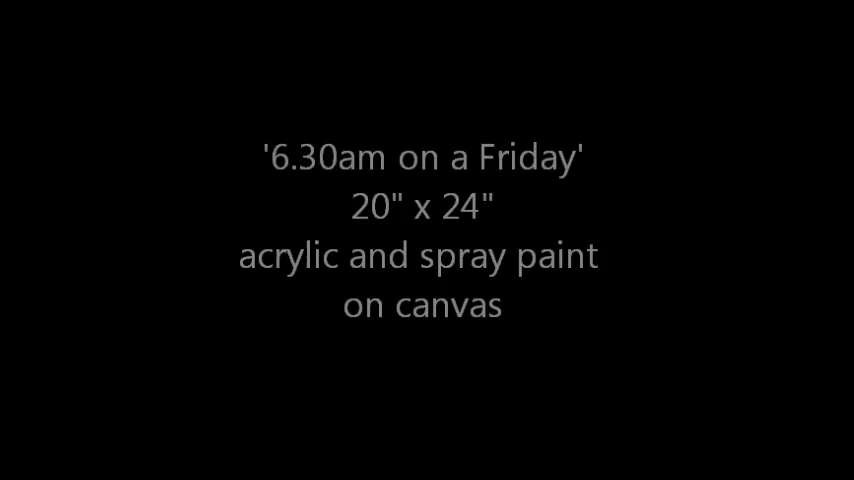 '6.30am on a Friday'
20" x 24"
acrylic and spray paint
on canvas